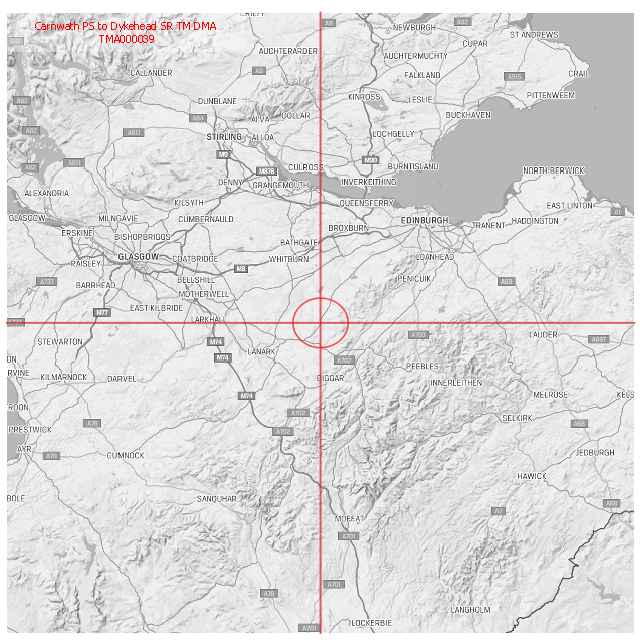 Carnwath PS to Dykehead SR TM DMA
TMA000039
CRIEFF
A9
NEWBURGH
A92
ST ANDREWS
CUPAR
AUCHTERARDER
AUCHTERMUCHTY
CALLANDER
A9
FALKLAND
A915
CRAIL
A82
DUNBLANE
KINROSS
LESLIE
PITTENWEEM
A84
ALVA
DOLLAR
BUCKHAVEN
A82
A811
STIRLING
ALLOA
LOCHGELLY
M9
M90
A82
A811
CULROSS
BURNTISLAND
M876
NORTH BERWICK
DENNY
GRANGEMOUTH
INVERKEITHING
ALEXANDRIA
KILSYTH
QUEENSFERRY
EAST LINTON
A1
GLASGOW
MILNGAVIE
CUMBERNAULD
EDINBURGH
HADDINGTON
ERSKINE
BISHOPBRIGGS
BROXBURN
TRANENT
BATHGATE
GLASGOW
COATBRIDGE
WHITBURN
LOANHEAD
PAISLEY
M8
A737
BARRHEAD
BELLSHILL
PENICUIK
A68
MOTHERWELL
EAST KILBRIDE
M77
LARKHALL
A703
LAUDER
A697
STEWARTON
M74
LANARK
M74
A702
PEEBLES
KILMARNOCK
DARVEL
BIGGAR
INNERLEITHEN
IRVINE
M74
MELROSE
KELS
TROON
A702
SELKIRK
A76
A68
PRESTWICK
A702
AYR
A70
CUMNOCK
JEDBURGH
HAWICK
BOLE
SANQUHAR
A68
A7
MOFFAT
A701
A701
A76
LANGHOLM
A701
LOCKERBIE